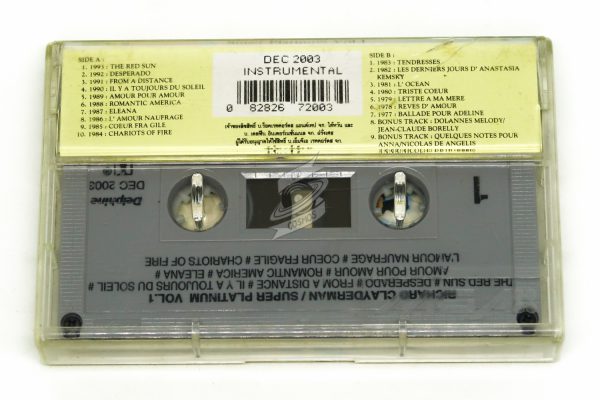 SIDE A :
1. 1993 : THE RED SUN
2. 1992 : DESPERADO
3. 1991 : FROM A DISTANCE
4. 1990 : IL Y A TOUJOURS DU SOLEIL
5. 1989 : AMOUR POUR AMOUR
6. 1988 : ROMANTIC AMERICA
7. 1987 : ELEANA
8. 1986 : L' AMOUR NAUFRAGE
9. 1985 : COEUR FRA GILE
10. 1984 : CHARIOTS OF FIRE
DEC 2003
INSTRUMENTAL
0 82826 72003
SIDE B :
1. 1983 : TENDRESSES
2. 1982 : LES DERNIERS JOURS D' ANASTASIA
KEMSKY
3. 1981 : L' OCEAN
4. 1980 : TRISTE COEUR
5. 1979 : LETTRE A MA MERE
6. 1978 : REVES D' AMOUR
7. 1977 : BALLADE POUR ADELINE
8. BONUS TRACK : DOLANNES MELODY/
JEAN-CLAUDE BORELLY
9. BONUS TRACK : QUELQUES NOTES POUR
ANNA/NICOLAS DE ANGELIS
COSMOS
1
Delphine
DEC 2003
RICHARD CLAYDERMAN / SUPER PLATINUM VOL.1
THE RED SUN # DESPERADO # FROM A DISTANCE # IL Y A TOUJOURS DU SOLEIL #
AMOUR POUR AMOUR # ROMANTIC AMERICA # ELEANA #
L'AMOUR NAUFRAGE # COEUR FRAGILE # CHARIOTS OF FIRE